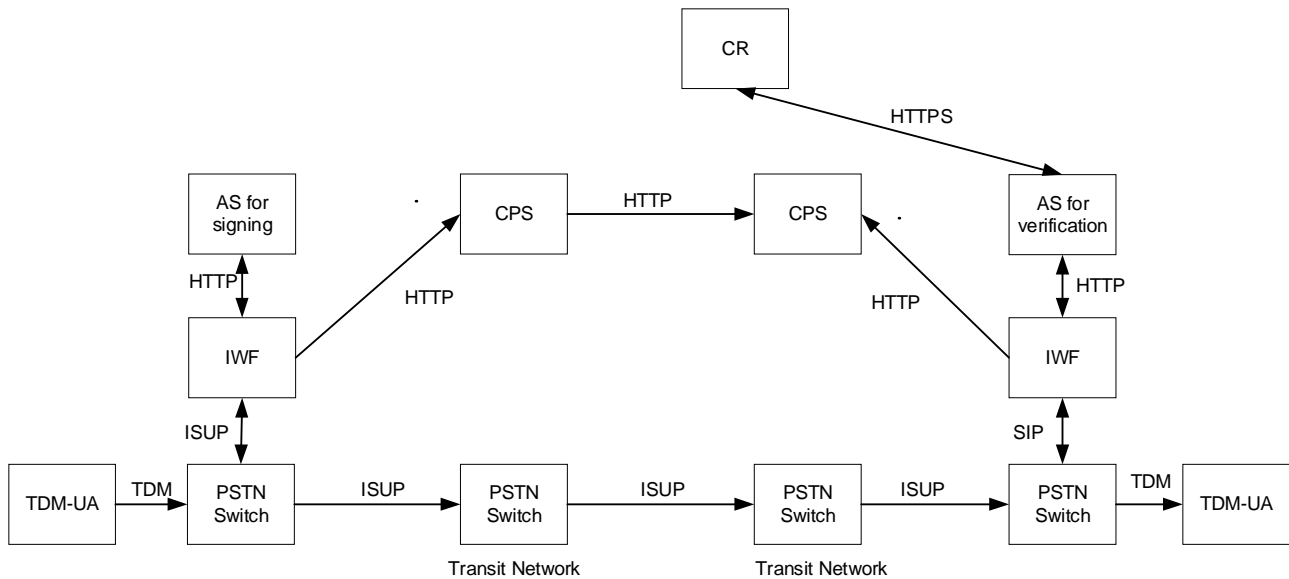 CR
HTTPS
AS for
signing
CPS
HTTP
CPS
AS for
verification
HTTP
HTTP
HTTP
HTTP
IWF
IWF
ISUP
SIP
TDM-UA
TDM
PSTN
Switch
ISUP
PSTN
Switch
ISUP
PSTN
Switch
ISUP
PSTN
Switch
TDM
TDM-UA
Transit Network
Transit Network